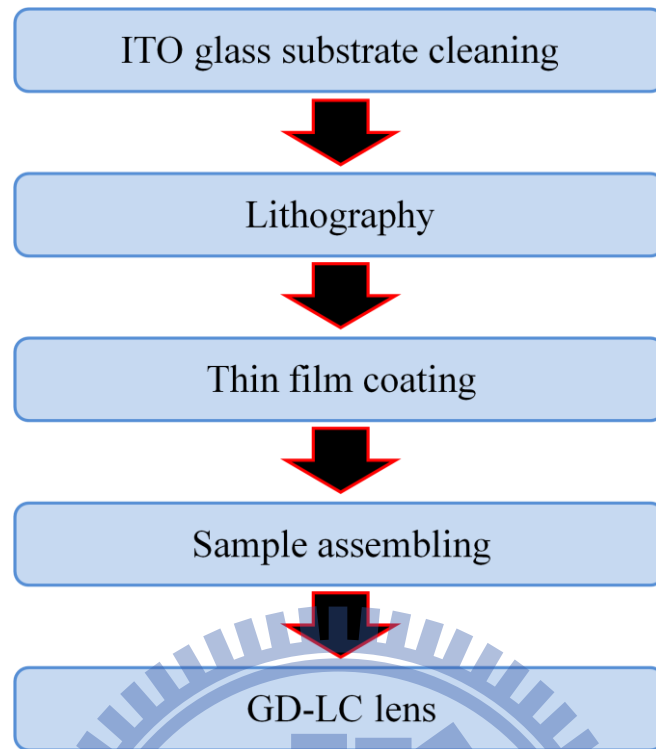 ITO glass substrate cleaning
Lithography
Thin film coating
Sample assembling
GD-LC lens